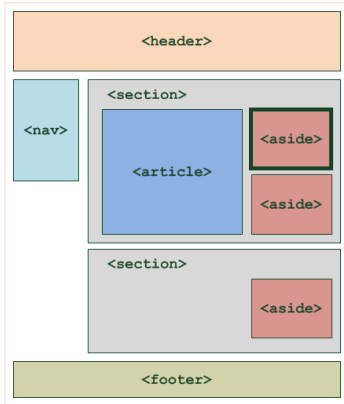 <header>
<nav>
<section>
<article>
<aside>
<aside>
<section>
<aside>
<footer>